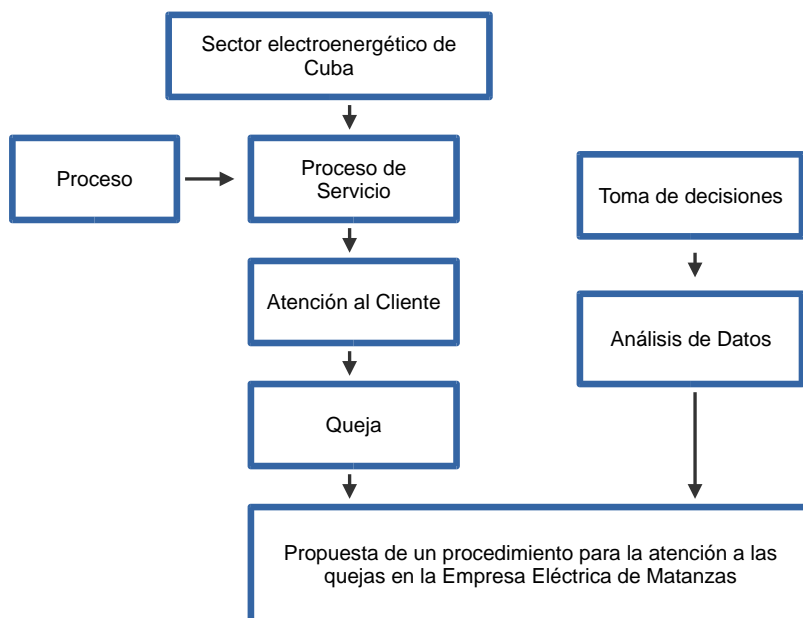 Sector electroenergético de
Cuba
Proceso
Proceso de
Servicio
Toma de decisiones
Atención al Cliente
Análisis de Datos
Queja
Propuesta de un procedimiento para la atención a las
quejas en la Empresa Eléctrica de Matanzas